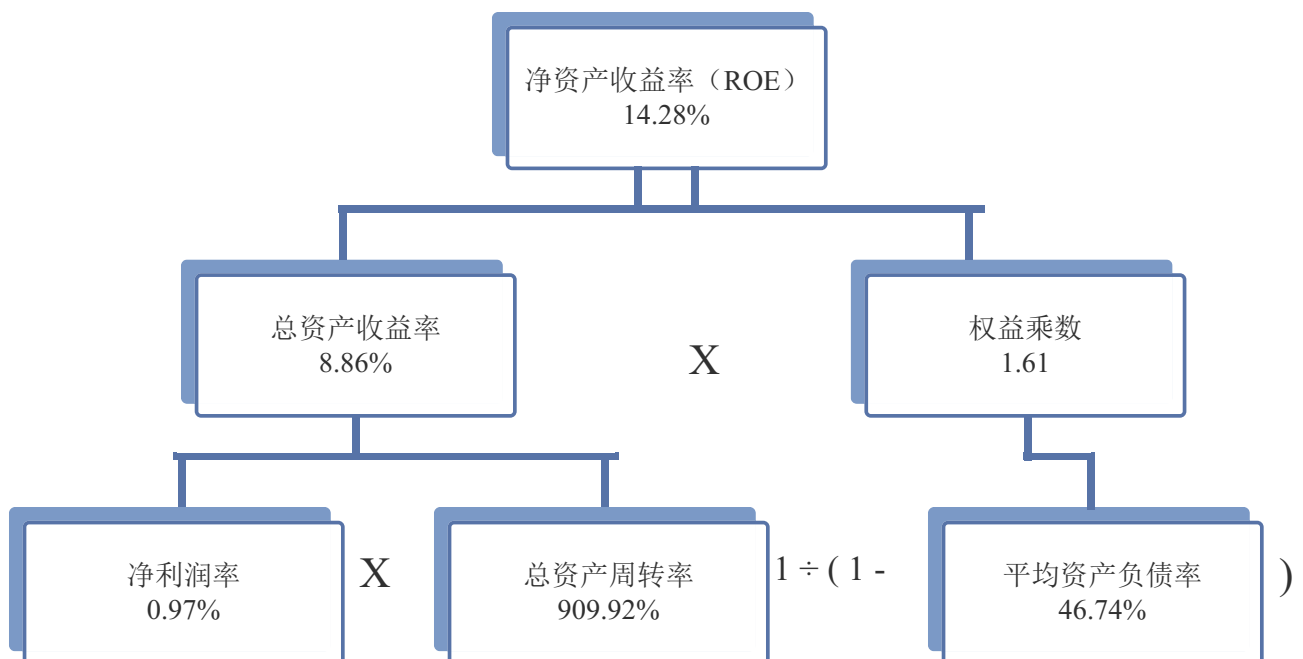 净资产收益率（ROE）
14.28%
总资产收益率
8.86%
X
权益乘数
1.61
净利润率
0.97%
X
总资产周转率
909.92%
1 ÷ ( 1 -
平均资产负债率
46.74%
)